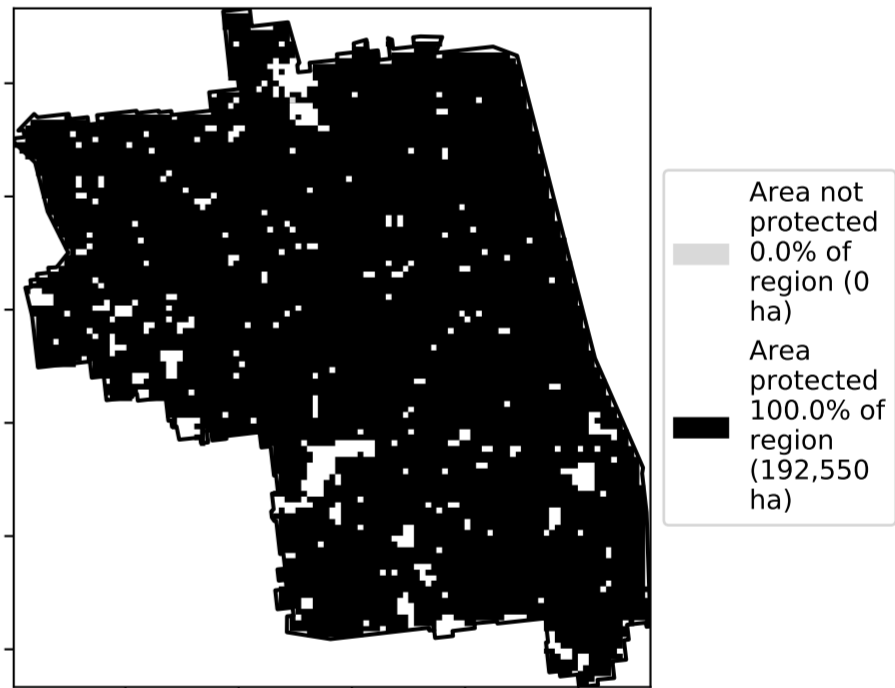 Area not
protected
0.0% of
region (0
ha)
Area
protected
100.0% of
region
(192,550
ha)